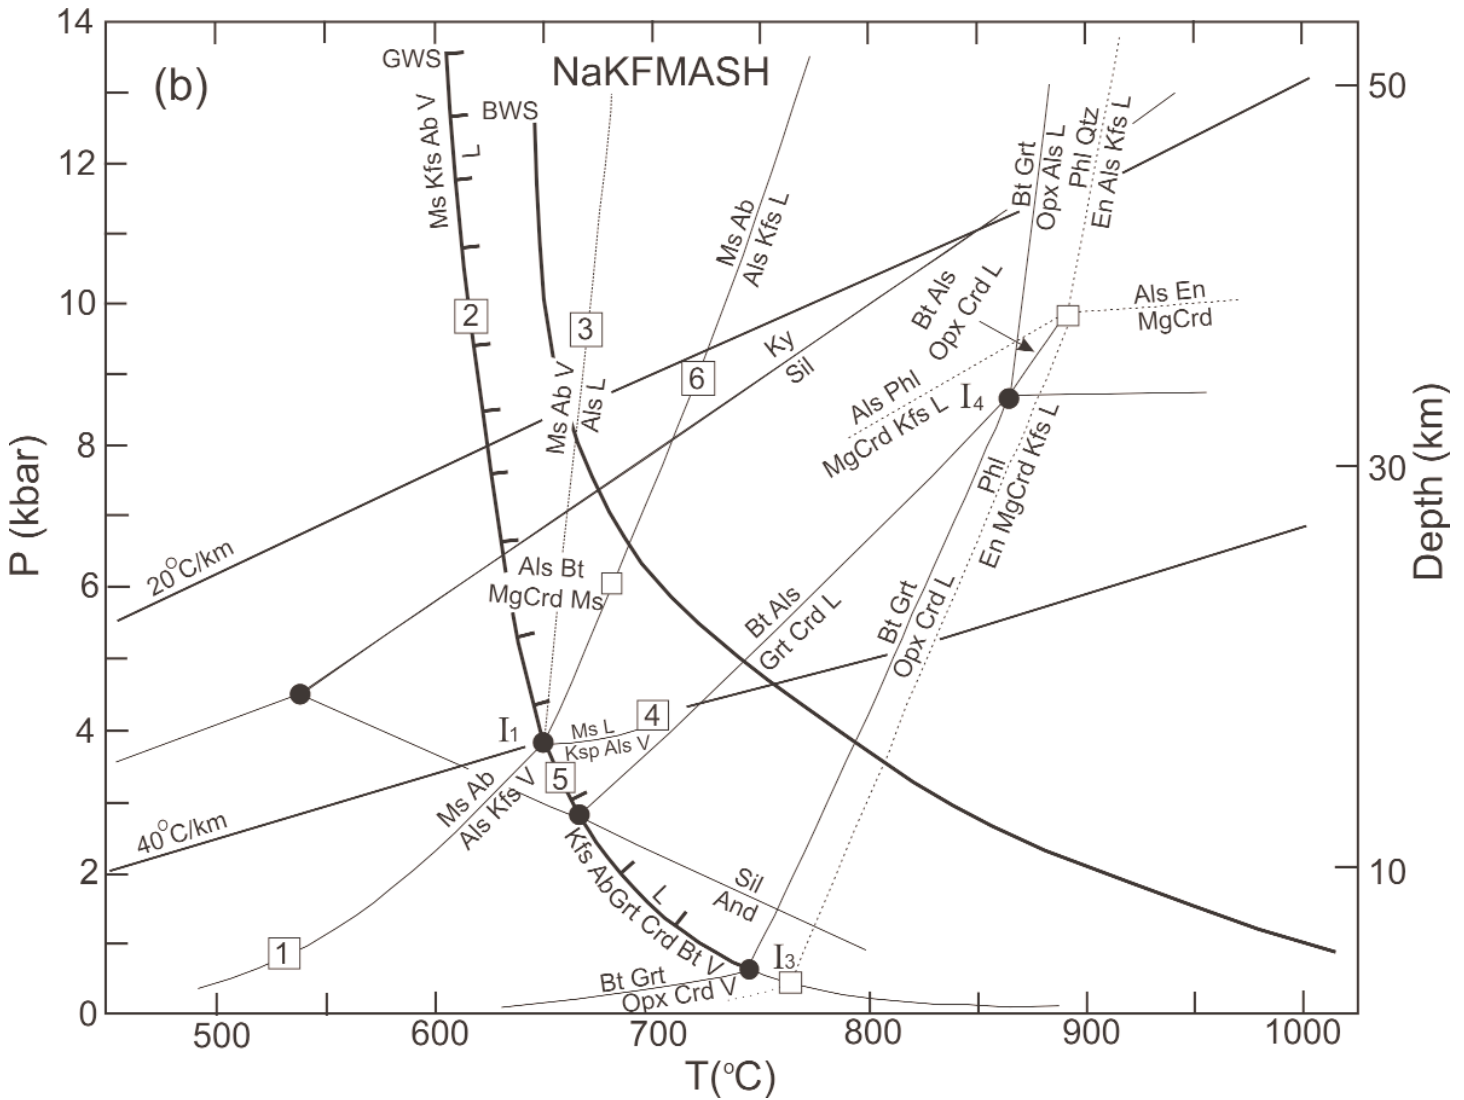 14
12
10
8
6
4
2
0
P (kbar)
(b)
NaKFMASH
GWS
BWS
Ms Kfs Ab V
L
2
3
6
Ms Ab V
Als L
Ms Ab
Als Kfs L
Ky
Sil
Bt Grt
Opx Als L
Phl Qtz
En Als Kfs L
Bt Als
Opx Crd L
Als En
MgCrd
Als Phl
MgCrd Kfs L
I4
Phl
En MgCrd Kfs L
20°C/km
Als Bt
MgCrd Ms
Bt Als
Grt Crd L
Bt Grt
Opx Crd L
I1
Ms L
Ksp Als V
4
5
40°C/km
Ms Ab
Als Kfs V
1
Kfs AbGrt Crd Bt V
L
Sil
And
I3
Bt Grt
Opx Crd V
50
30
10
Depth (km)
500
600
700
800
900
1000
T(°C)